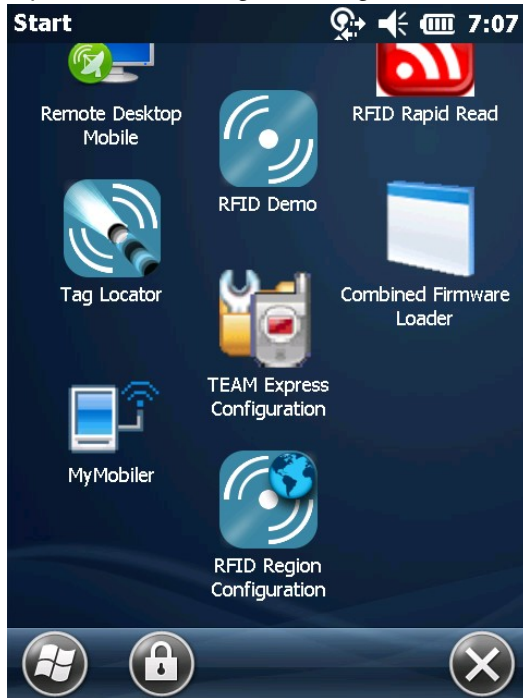 Start
7:07
Remote Desktop
Mobile
RFID Rapid Read
RFID Demo
Tag Locator
Combined Firmware
Loader
TEAM Express
Configuration
MyMobiler
RFID Region
Configuration